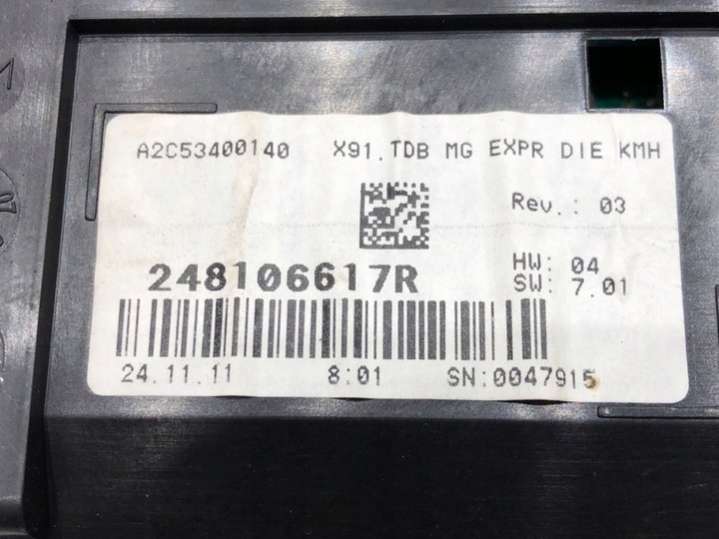 A2C53400140 X91.TDB MG EXPR DIE KMH
Rev.: 03
248106617R
HW: 04
SW: 7.01
24.11.11 8:01 SN:0047915